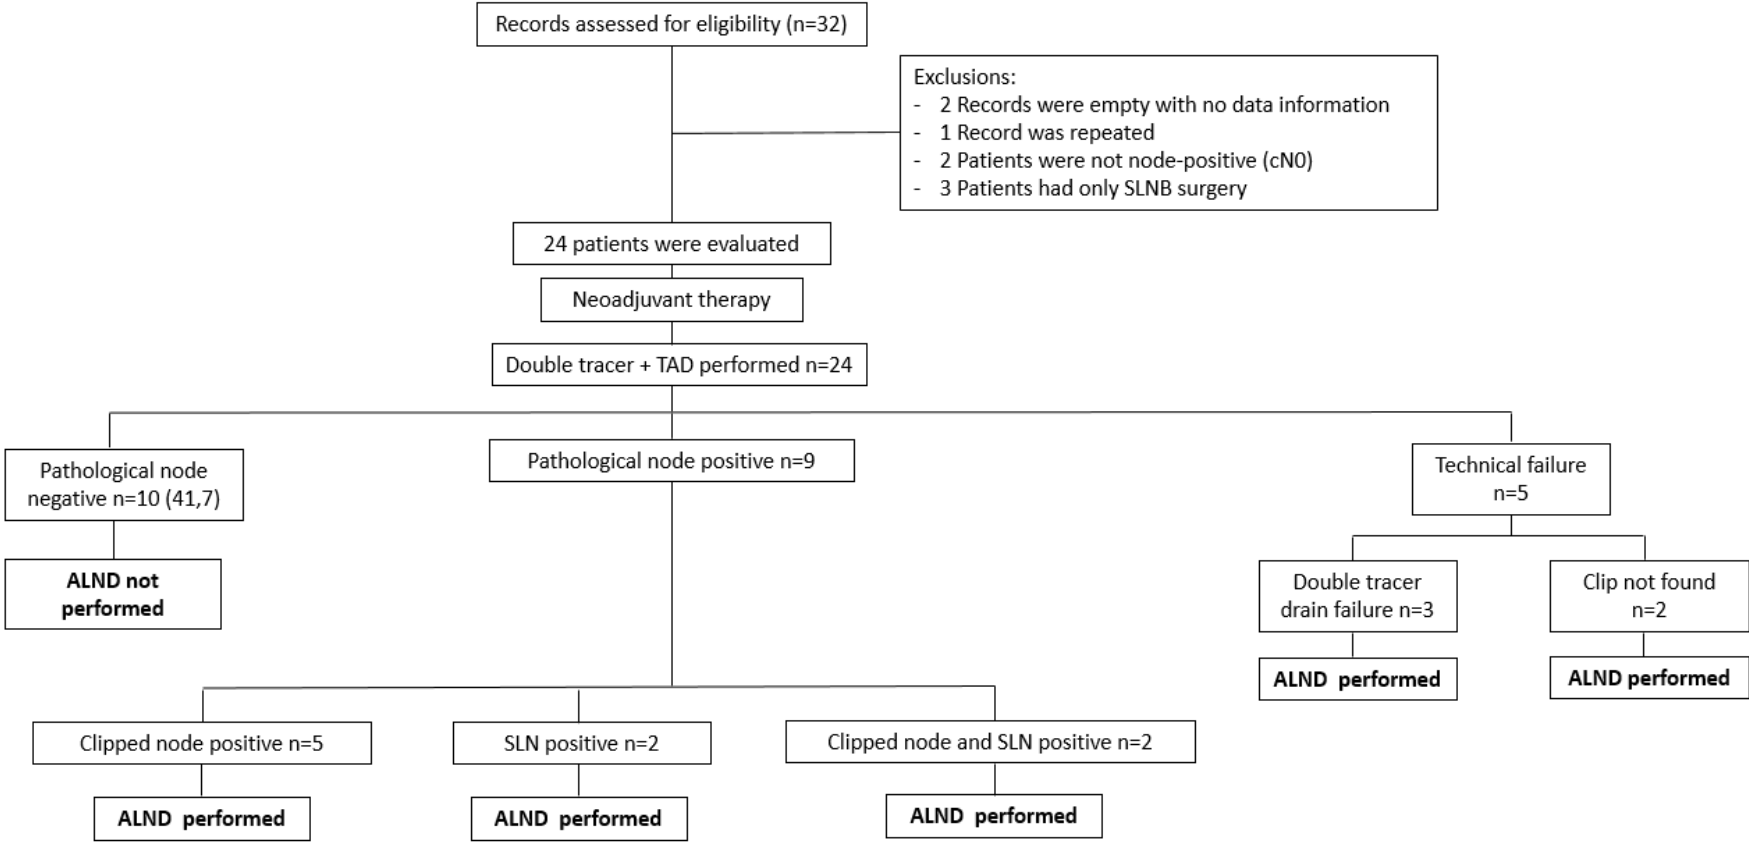 Records assessed for eligibility (n=32)
Exclusions:
- 2 Records were empty with no data information
- 1 Record was repeated
- 2 Patients were not node-positive (cN0)
- 3 Patients had only SLNB surgery
24 patients were evaluated
Neoadjuvant therapy
Double tracer + TAD performed n=24
Pathological node
negative n=10 (41,7)
ALND not
performed
Pathological node positive n=9
Technical failure
n=5
Double tracer
drain failure n=3
ALND performed
Clip not found
n=2
ALND performed
Clipped node positive n=5
ALND performed
SLN positive n=2
ALND performed
Clipped node and SLN positive n=2
ALND performed